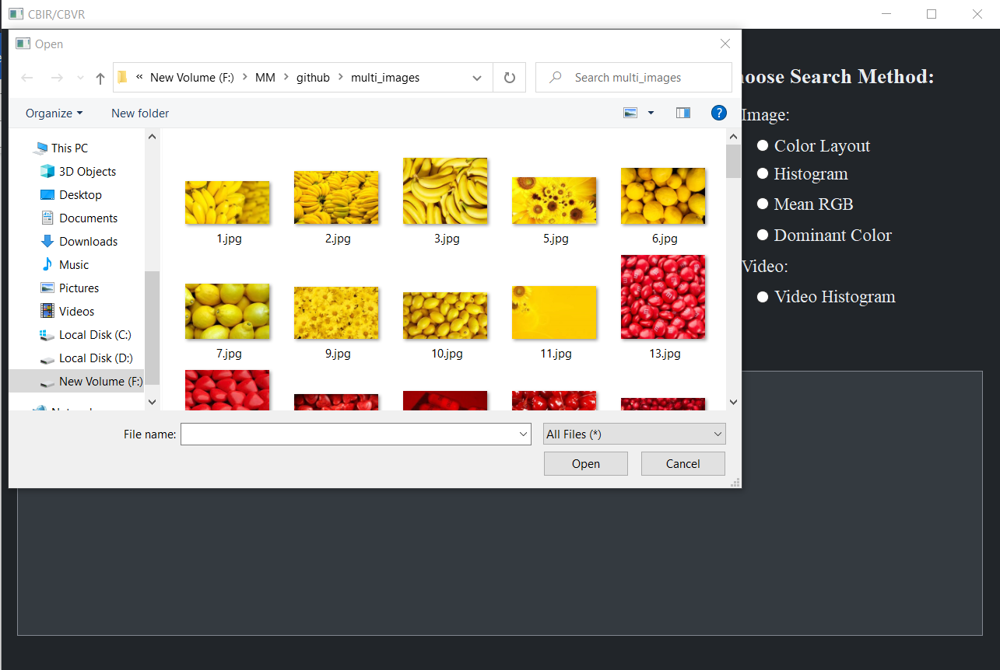 CBIR/CBVR
Open
« New Volume (F:) > MM > github > multi_images
Search multi_images
Organize
New folder
?
This PC
3D Objects
Desktop
Documents
Downloads
Music
Pictures
Videos
Local Disk (C:)
Local Disk (D:)
New Volume (F:)
1.jpg 2.jpg 3.jpg 5.jpg 6.jpg
7.jpg 9.jpg 10.jpg 11.jpg 13.jpg
File name:
All Files (*)
Open Cancel
Search Method:
Image:
Color Layout
Histogram
Mean RGB
Dominant Color
Video:
Video Histogram